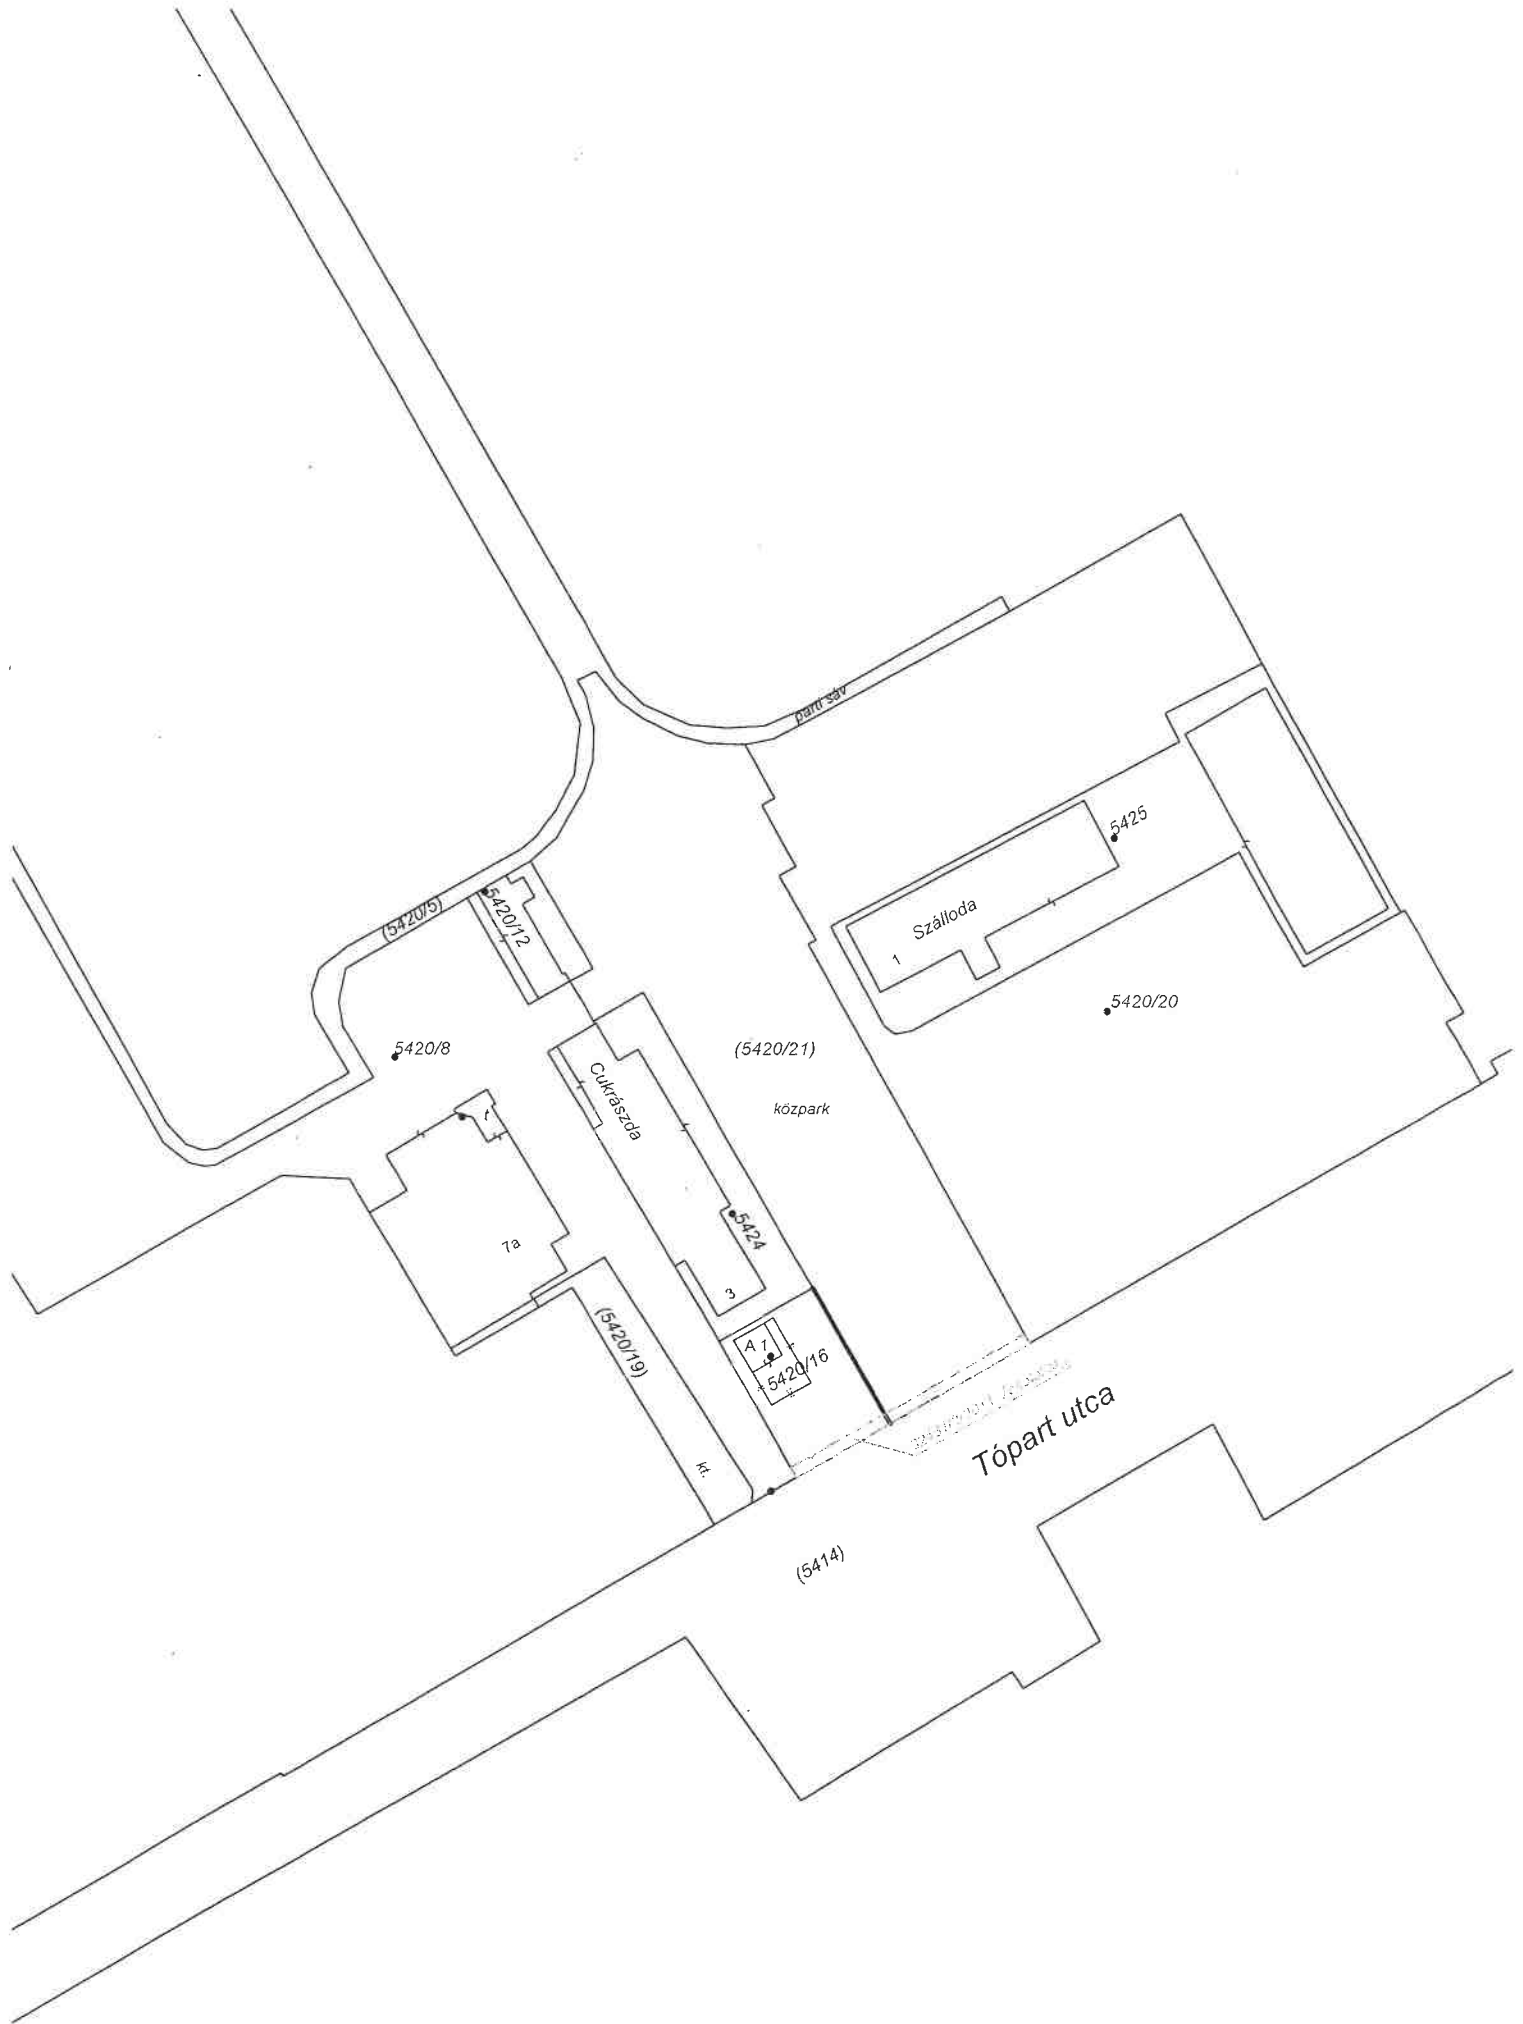 parti sáv
5425
(5420/5)
5420/12
Szálloda
1
5420/20
5420/8
(5420/21)
Cukrászda
közpark
t
5424
7a
3
(5420/19)
A 1
5420/16
Tópart utca
kt.
(5414)